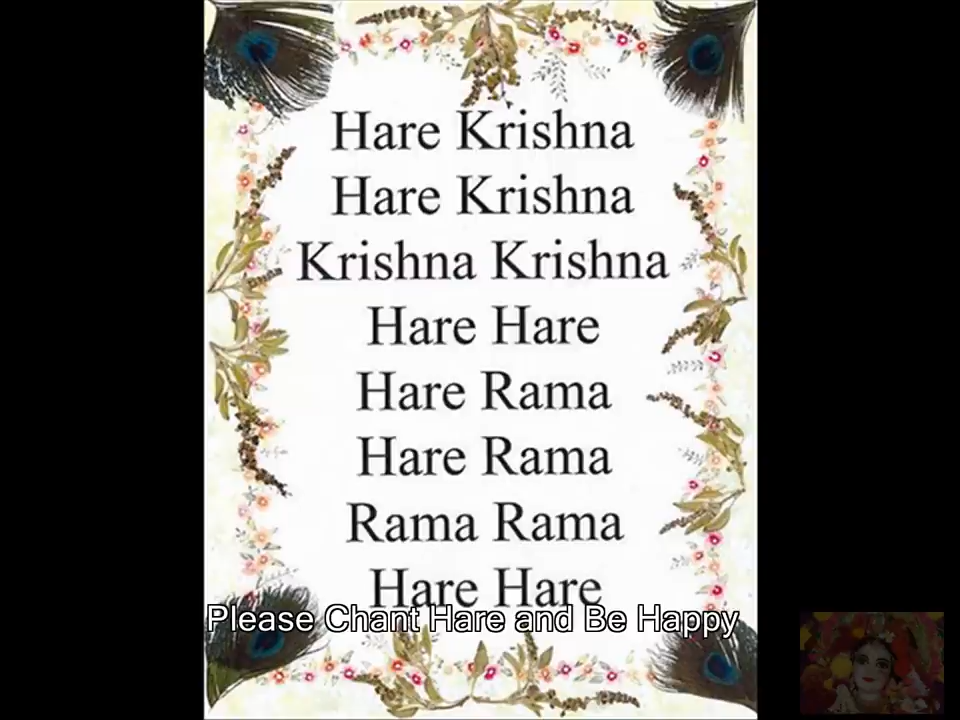 Hare Krishna
Hare Krishna
Krishna Krishna
Hare Hare
Hare Rama
Hare Rama
Rama Rama
Hare Hare
Please Chant Hare and Be Happy